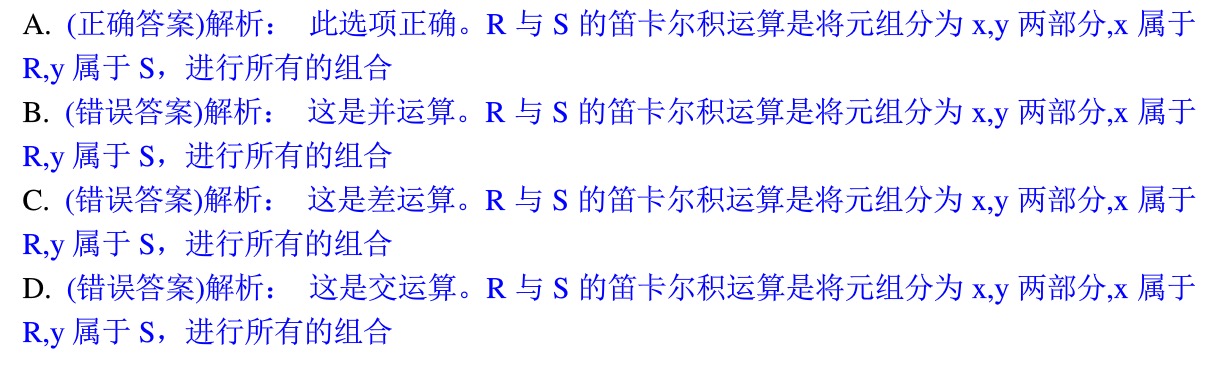 A. (正确答案)解析： 此选项正确。R 与 S 的笛卡尔积运算是将元组分为 x,y 两部分,x 属于
R,y 属于 S，进行所有的组合
B. (错误答案)解析： 这是并运算。R 与 S 的笛卡尔积运算是将元组分为 x,y 两部分,x 属于
R,y 属于 S，进行所有的组合
C. (错误答案)解析： 这是差运算。R 与 S 的笛卡尔积运算是将元组分为 x,y 两部分,x 属于
R,y 属于 S，进行所有的组合
D. (错误答案)解析： 这是交运算。R 与 S 的笛卡尔积运算是将元组分为 x,y 两部分,x 属于
R,y 属于 S，进行所有的组合